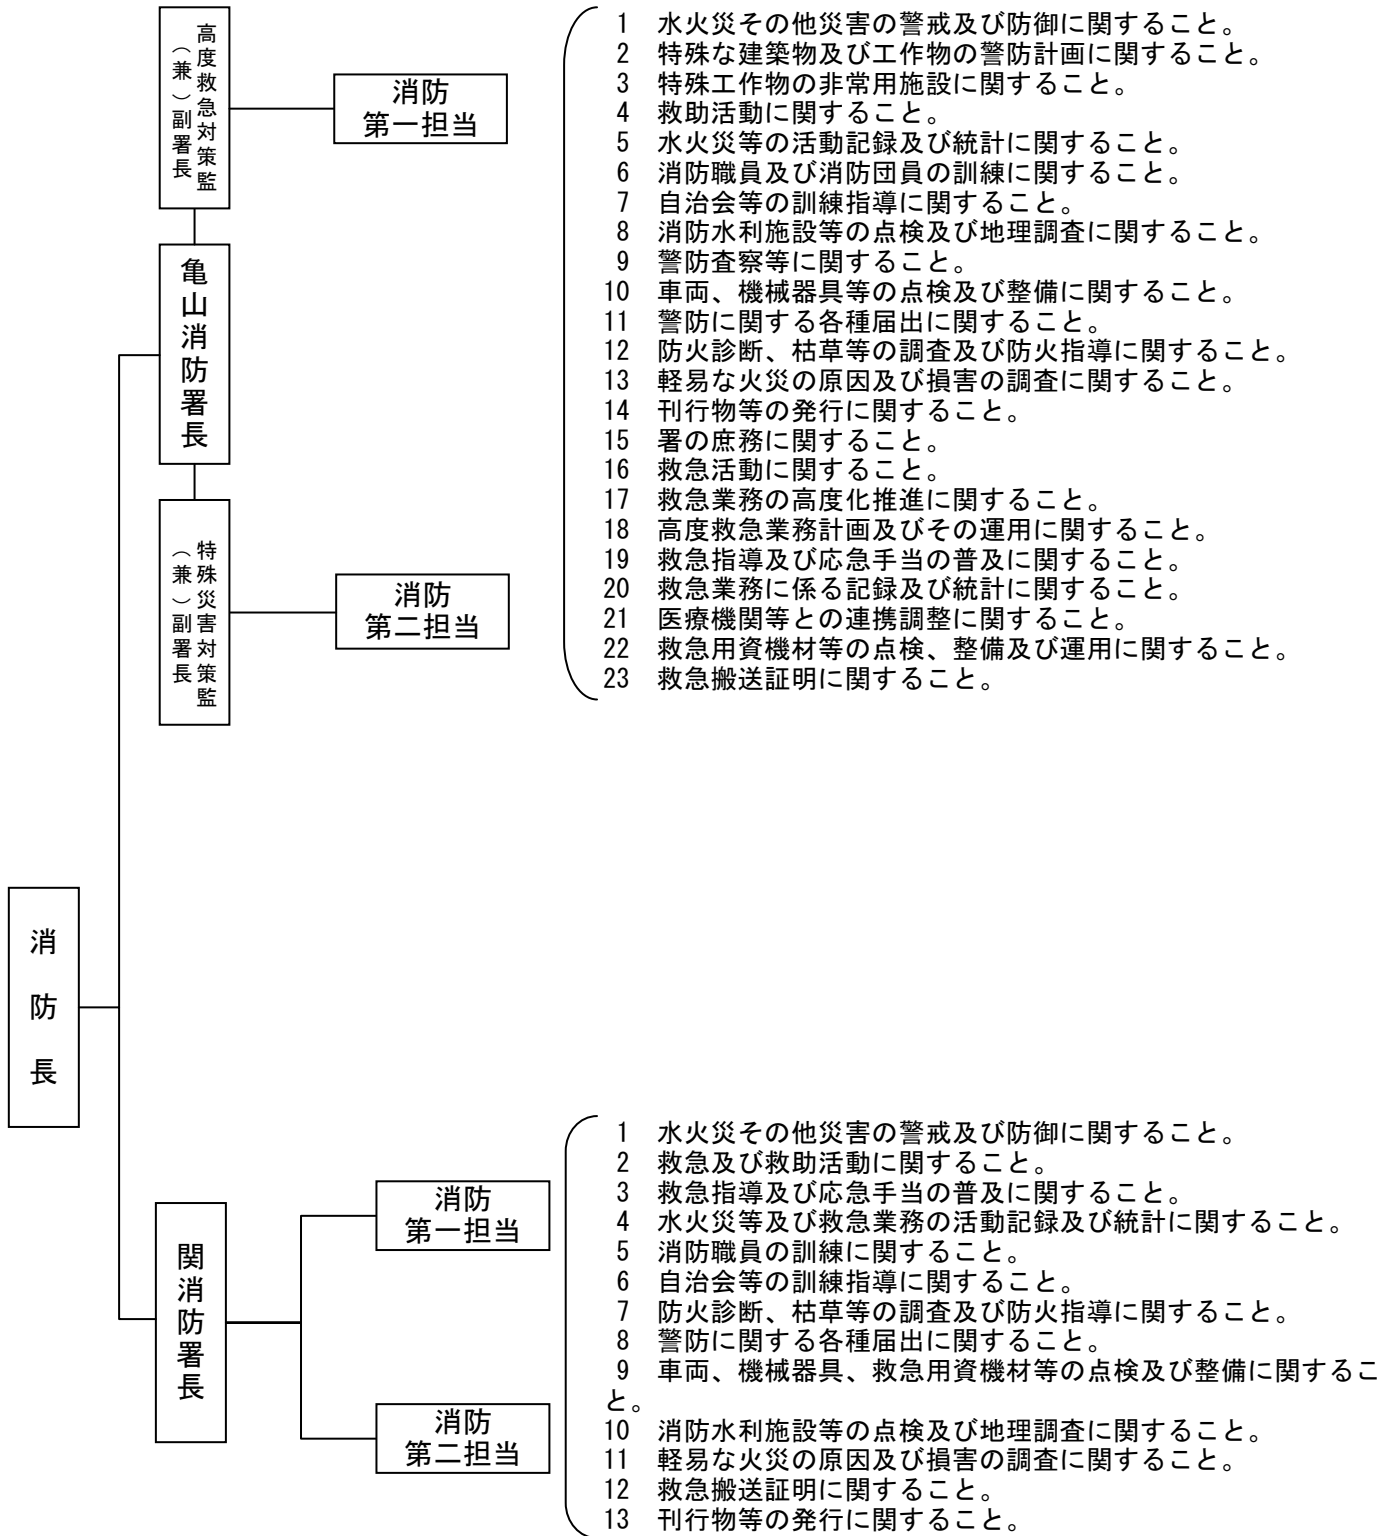 高度救急対策監
（兼）副署長
消防
第一担当
1 水火災その他災害の警戒及び防御に関すること。
2 特殊な建築物及び工作物の警防計画に関すること。
3 特殊工作物の非常用施設に関すること。
4 救助活動に関すること。
5 水火災等の活動記録及び統計に関すること。
6 消防職員及び消防団員の訓練に関すること。
7 自治会等の訓練指導に関すること。
8 消防水利施設等の点検及び地理調査に関すること。
9 警防査察等に関すること。
10 車両、機械器具等の点検及び整備に関すること。
11 警防に関する各種届出に関すること。
12 防火診断、枯草等の調査及び防火指導に関すること。
13 軽易な火災の原因及び損害の調査に関すること。
14 刊行物等の発行に関すること。
15 署の庶務に関すること。
16 救急活動に関すること。
17 救急業務の高度化推進に関すること。
18 高度救急業務計画及びその運用に関すること。
19 救急指導及び応急手当の普及に関すること。
20 救急業務に係る記録及び統計に関すること。
21 医療機関等との連携調整に関すること。
22 救急用資機材等の点検、整備及び運用に関すること。
23 救急搬送証明に関すること。
亀山消防署長
特殊災害対策監
（兼）副署長
消防
第二担当
消防長
関消防署長
消防
第一担当
消防
第二担当
1 水火災その他災害の警戒及び防御に関すること。
2 救急及び救助活動に関すること。
3 救急指導及び応急手当の普及に関すること。
4 水火災等及び救急業務の活動記録及び統計に関すること。
5 消防職員の訓練に関すること。
6 自治会等の訓練指導に関すること。
7 防火診断、枯草等の調査及び防火指導に関すること。
8 警防に関する各種届出に関すること。
9 車両、機械器具、救急用資機材等の点検及び整備に関するこ
と。
10 消防水利施設等の点検及び地理調査に関すること。
11 軽易な火災の原因及び損害の調査に関すること。
12 救急搬送証明に関すること。
13 刊行物等の発行に関すること。